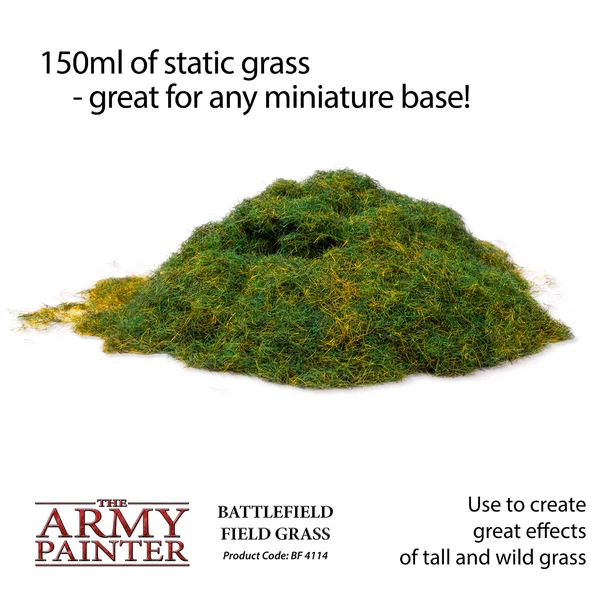 150ml of static grass
- great for any miniature base!
THE
ARMY
PAINTER
BATTLEFIELD
FIELD GRASS
Product Code: BF 4114
Use to create
great effects
of tall and wild grass